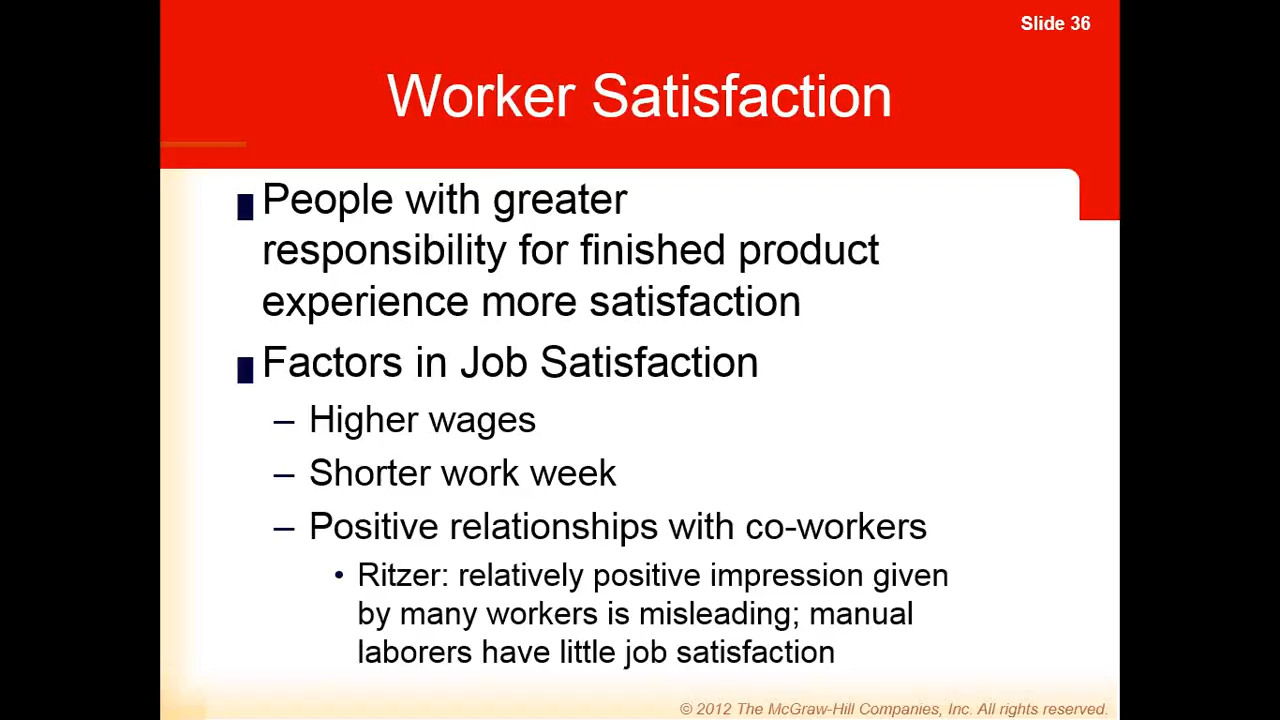 Slide 36
Worker Satisfaction
People with greater
responsibility for finished product
experience more satisfaction
Factors in Job Satisfaction
– Higher wages
– Shorter work week
– Positive relationships with co-workers
• Ritzer: relatively positive impression given
by many workers is misleading; manual
laborers have little job satisfaction
© 2012 The McGraw-Hill Companies, Inc. All rights reserved.